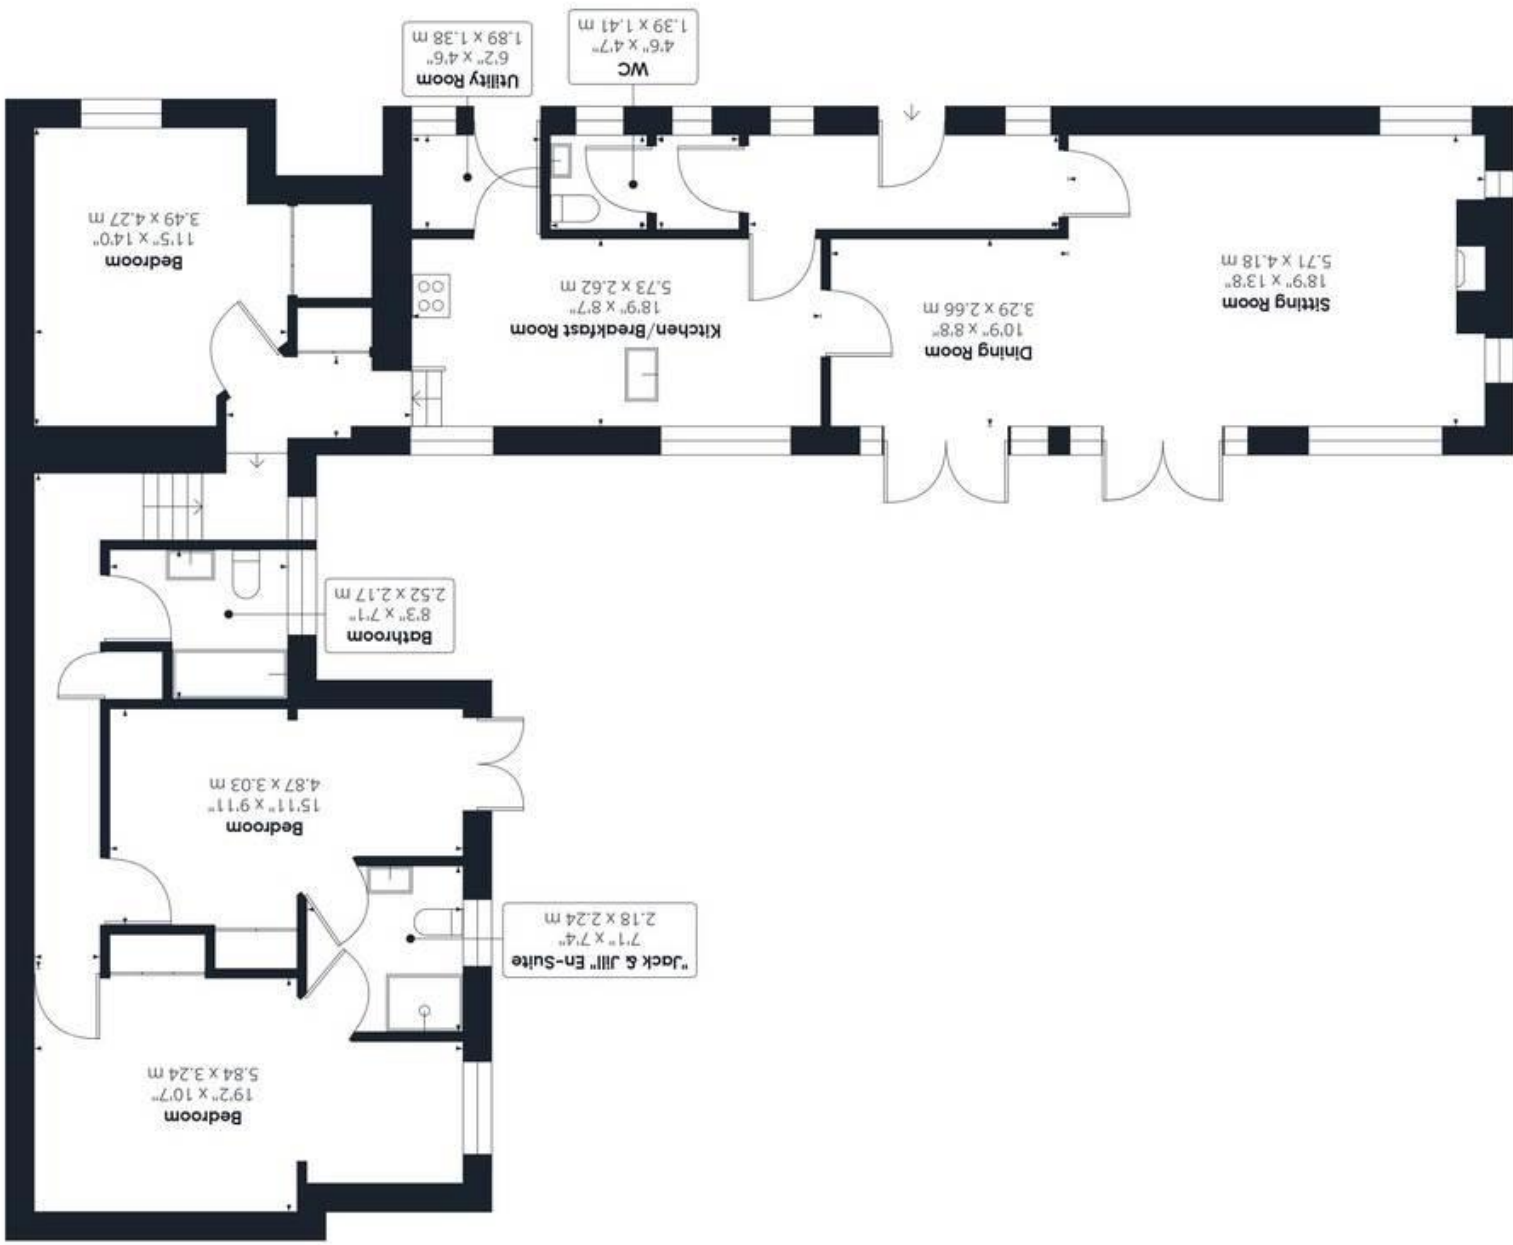 Bedroom
19'2" x 10'7"
5.84 x 3.24 m
"Jack & Jill" En-Suite
7'1" x 7'4"
2.18 x 2.24 m
Bedroom
15'11" x 9'11"
4.87 x 3.03 m
Bathroom
8'3" x 7'1"
2.52 x 2.17 m
Sitting Room
18'9" x 13'8"
5.71 x 4.18 m
Dining Room
10'9" x 8'8"
3.29 x 2.66 m
Kitchen/Breakfast Room
18'9" x 8'7"
5.73 x 2.62 m
Bedroom
11'5" x 14'0"
3.49 x 4.27 m
WC
4'6" x 4'7"
1.39 x 1.41 m
Utility Room
6'2" x 4'6"
1.89 x 1.38 m